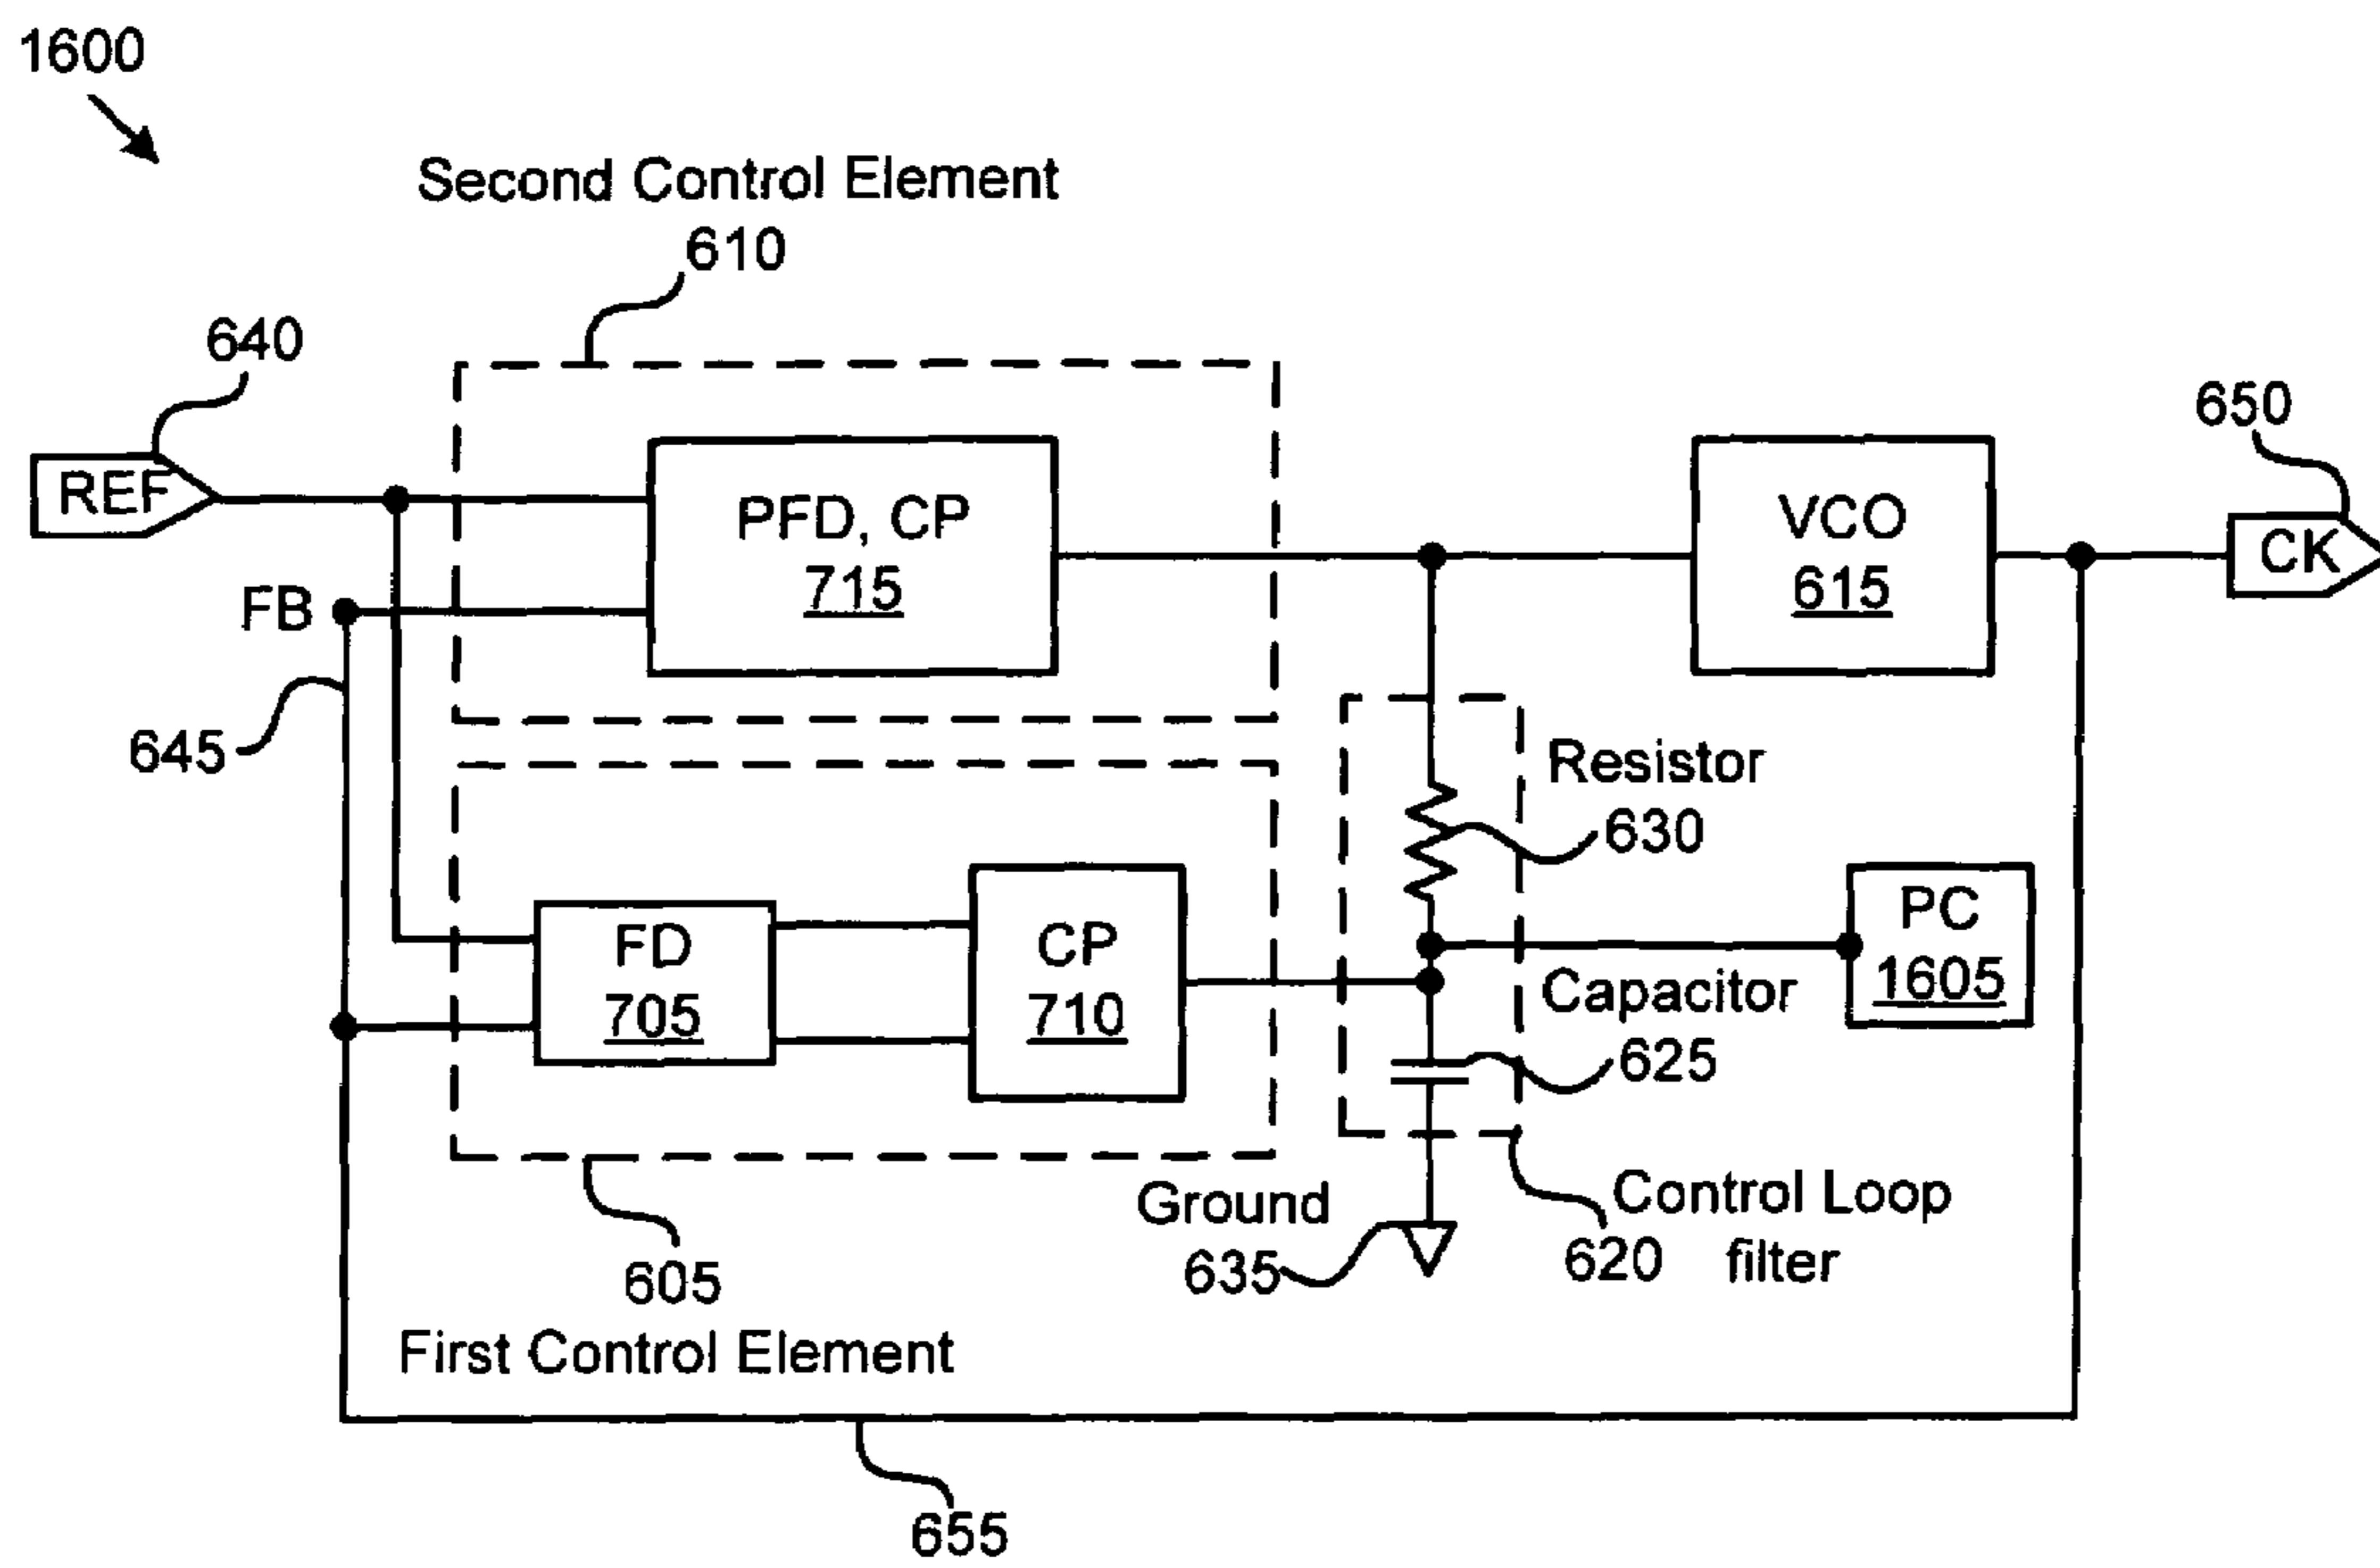 1600
Second Control Element
610
640
REF
PFD, CP
715
VCO
615
650
CK
FB
645
Resistor
630
FD
705
CP
710
PC
1605
Capacitor
625
605
First Control Element
Ground
635
Control Loop
620 filter
655